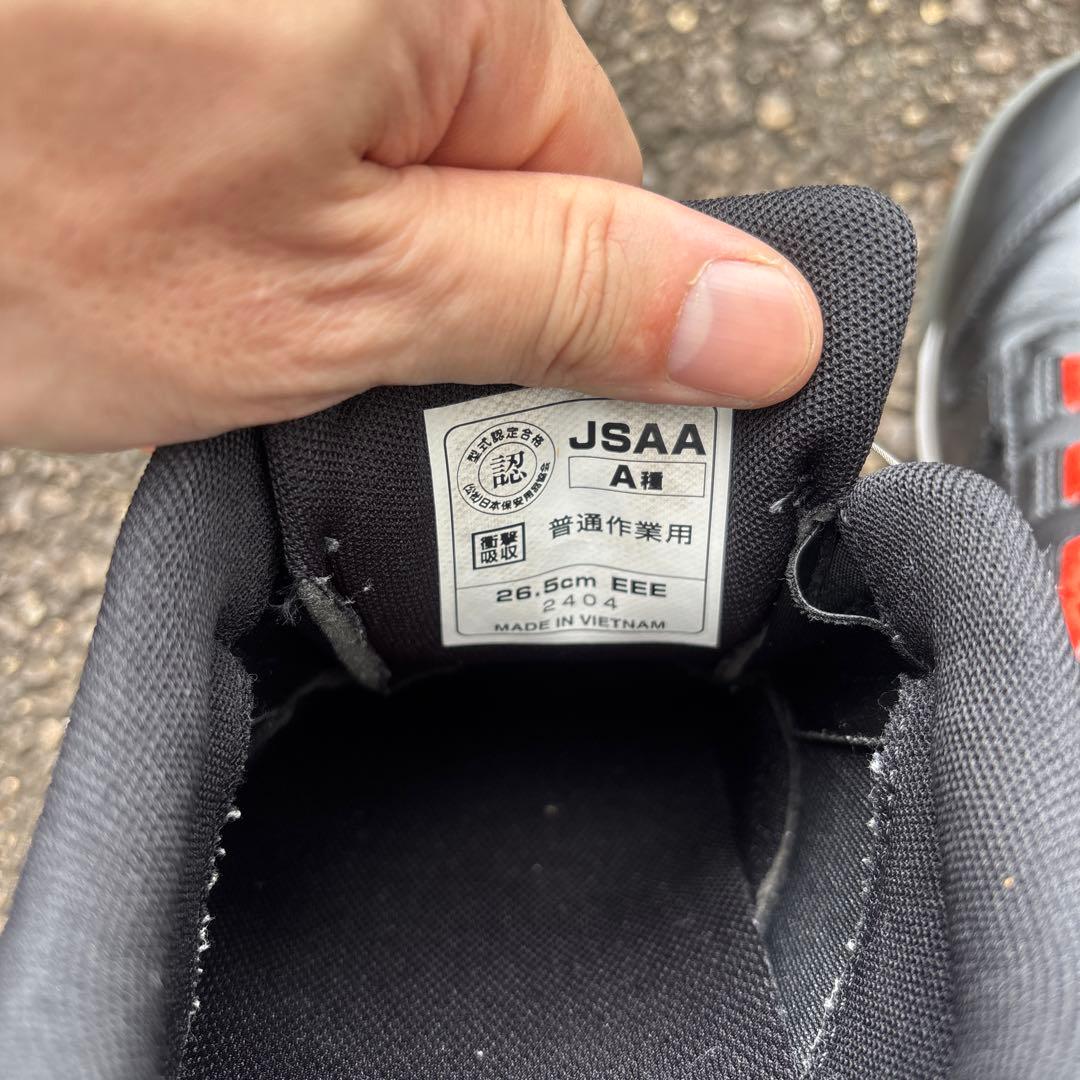 型式認定合格
認
(公社)日本保安用品協会
JSAA
A種
衝撃
吸収
普通作業用
26.5cm EEE
2404
MADE IN VIETNAM